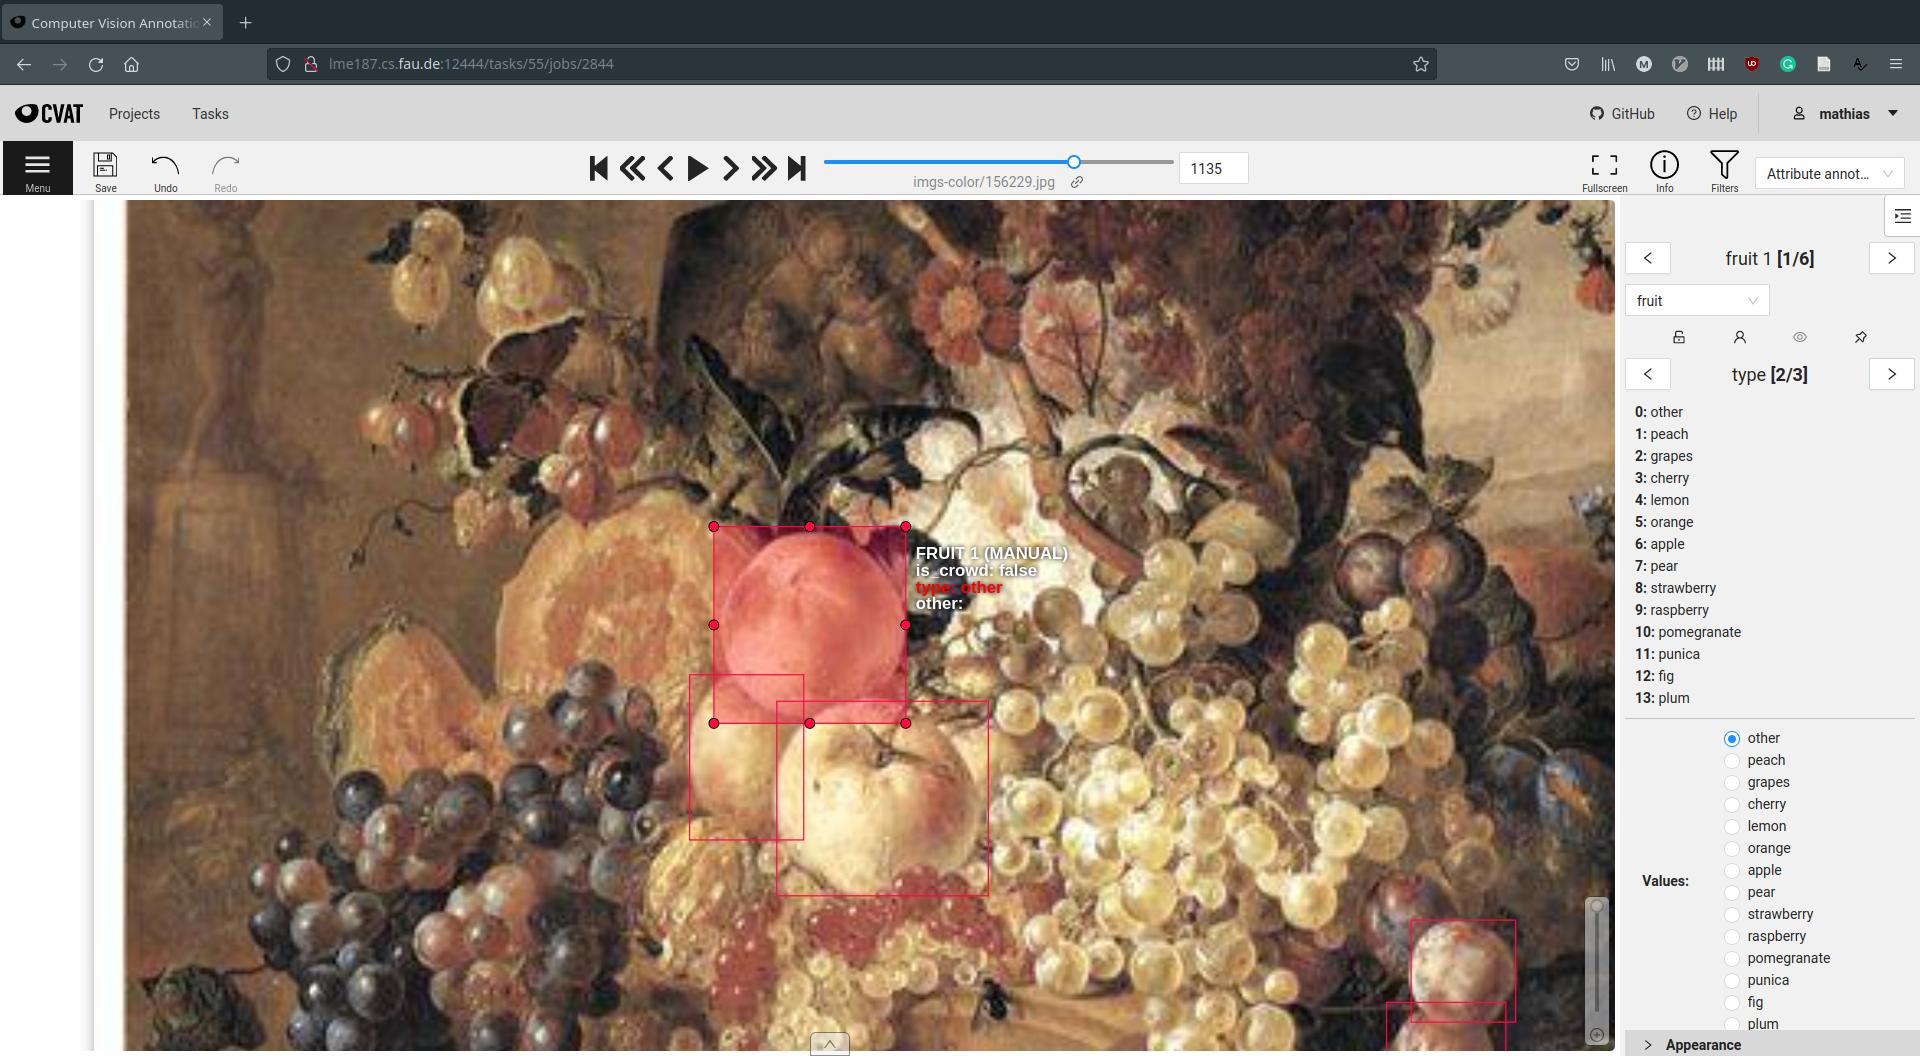 Computer Vision Annotatio
lme187.cs.fau.de:12444/tasks/55/jobs/2844
CVAT
Projects
Tasks
GitHub
Help
mathias
Menu
Save
Undo
Redo
imgs-color/156229.jpg
1135
Fullscreen
Info
Filters
Attribute annot...
fruit 1 [1/6]
fruit
type [2/3]
0: other
1: peach
2: grapes
3: cherry
4: lemon
5: orange
6: apple
7: pear
8: strawberry
9: raspberry
10: pomegranate
11: punica
12: fig
13: plum
FRUIT 1 (MANUAL)
is_crowd: false
type: other
other:
Values:
other
peach
grapes
cherry
lemon
orange
apple
pear
strawberry
raspberry
pomegranate
punica
fig
plum
Appearance